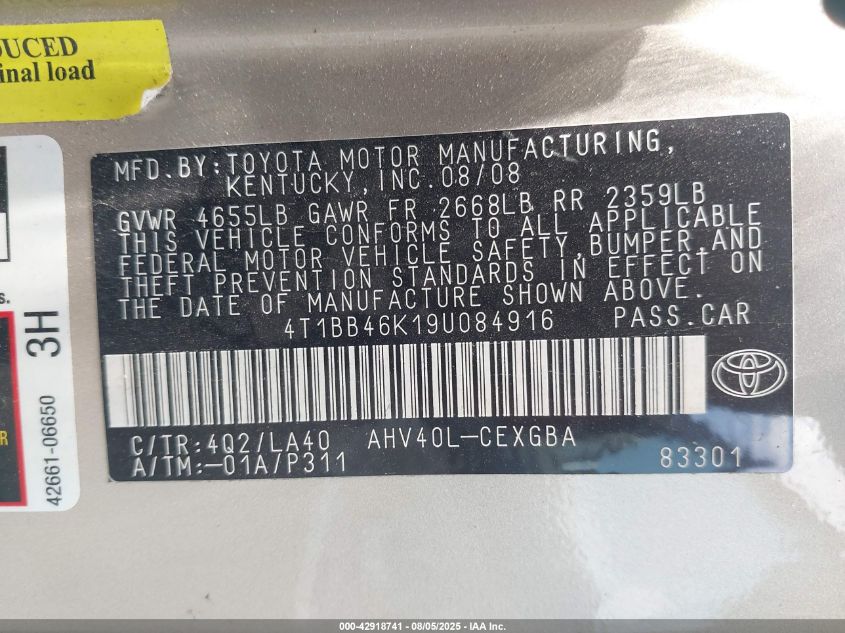 DUCED
inal load
MFD.BY:TOYOTA MOTOR MANUFACTURING,
KENTUCKY,INC.08/08
GVWR 4655LB GAWR FR 2668LB RR 2359LB
THIS VEHICLE CONFORMS TO ALL APPLICABLE
FEDERAL MOTOR VEHICLE SAFETY,BUMPER,AND
THEFT PREVENTION STANDARDS IN EFFECT ON
THE DATE OF MANUFACTURE SHOWN ABOVE.
4T1BB46K19U084916 PASS.CAR
C/TR:4Q2/LA40 AHV40L-CEXGBA
A/TM:-01A/P311 83301
s.
3H
42661-06650
R
000-42918741 - 08/05/2025 - IAA Inc.